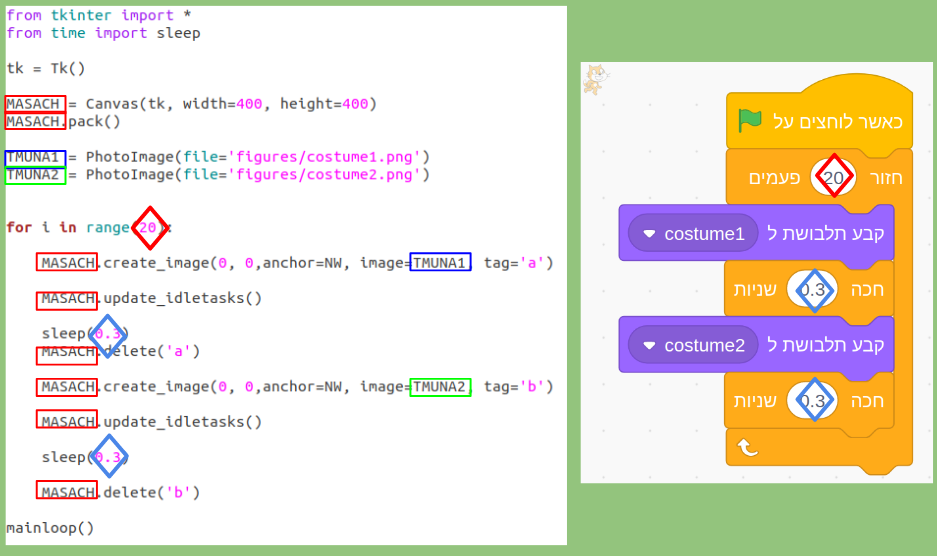 from tkinter import *
from time import sleep
tk = Tk()
MASACH = Canvas(tk, width=400, height=400)
MASACH.pack()
TMUNA1 = PhotoImage(file='figures/costume1.png')
TMUNA2 = PhotoImage(file='figures/costume2.png')
for i in range(20):
MASACH.create_image(0, 0,anchor=NW, image=TMUNA1, tag='a')
MASACH.update_idletasks()
sleep(0.3)
MASACH.delete('a')
MASACH.create_image(0, 0,anchor=NW, image=TMUNA2, tag='b')
MASACH.update_idletasks()
sleep(0.3)
MASACH.delete('b')
mainloop()
כאשר לוחצים על
חזור 20 פעמים
קבע תלבושת ל costume1
חכה 0.3 שניות
קבע תלבושת ל costume2
חכה 0.3 שניות